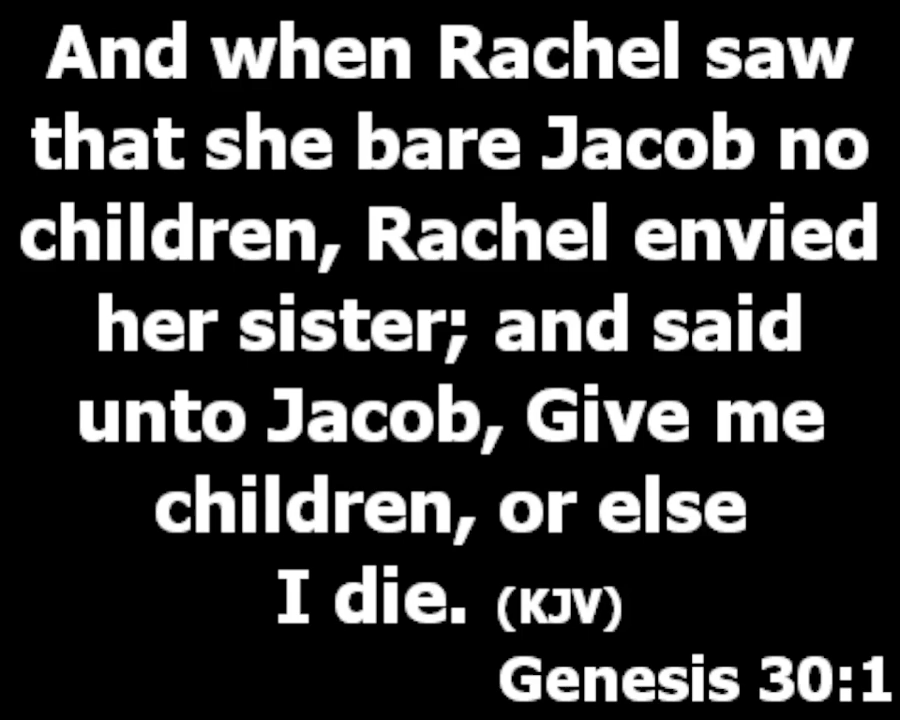 And when Rachel saw
that she bare Jacob no
children, Rachel envied
her sister; and said
unto Jacob, Give me
children, or else
I die. (KJV)
Genesis 30:1